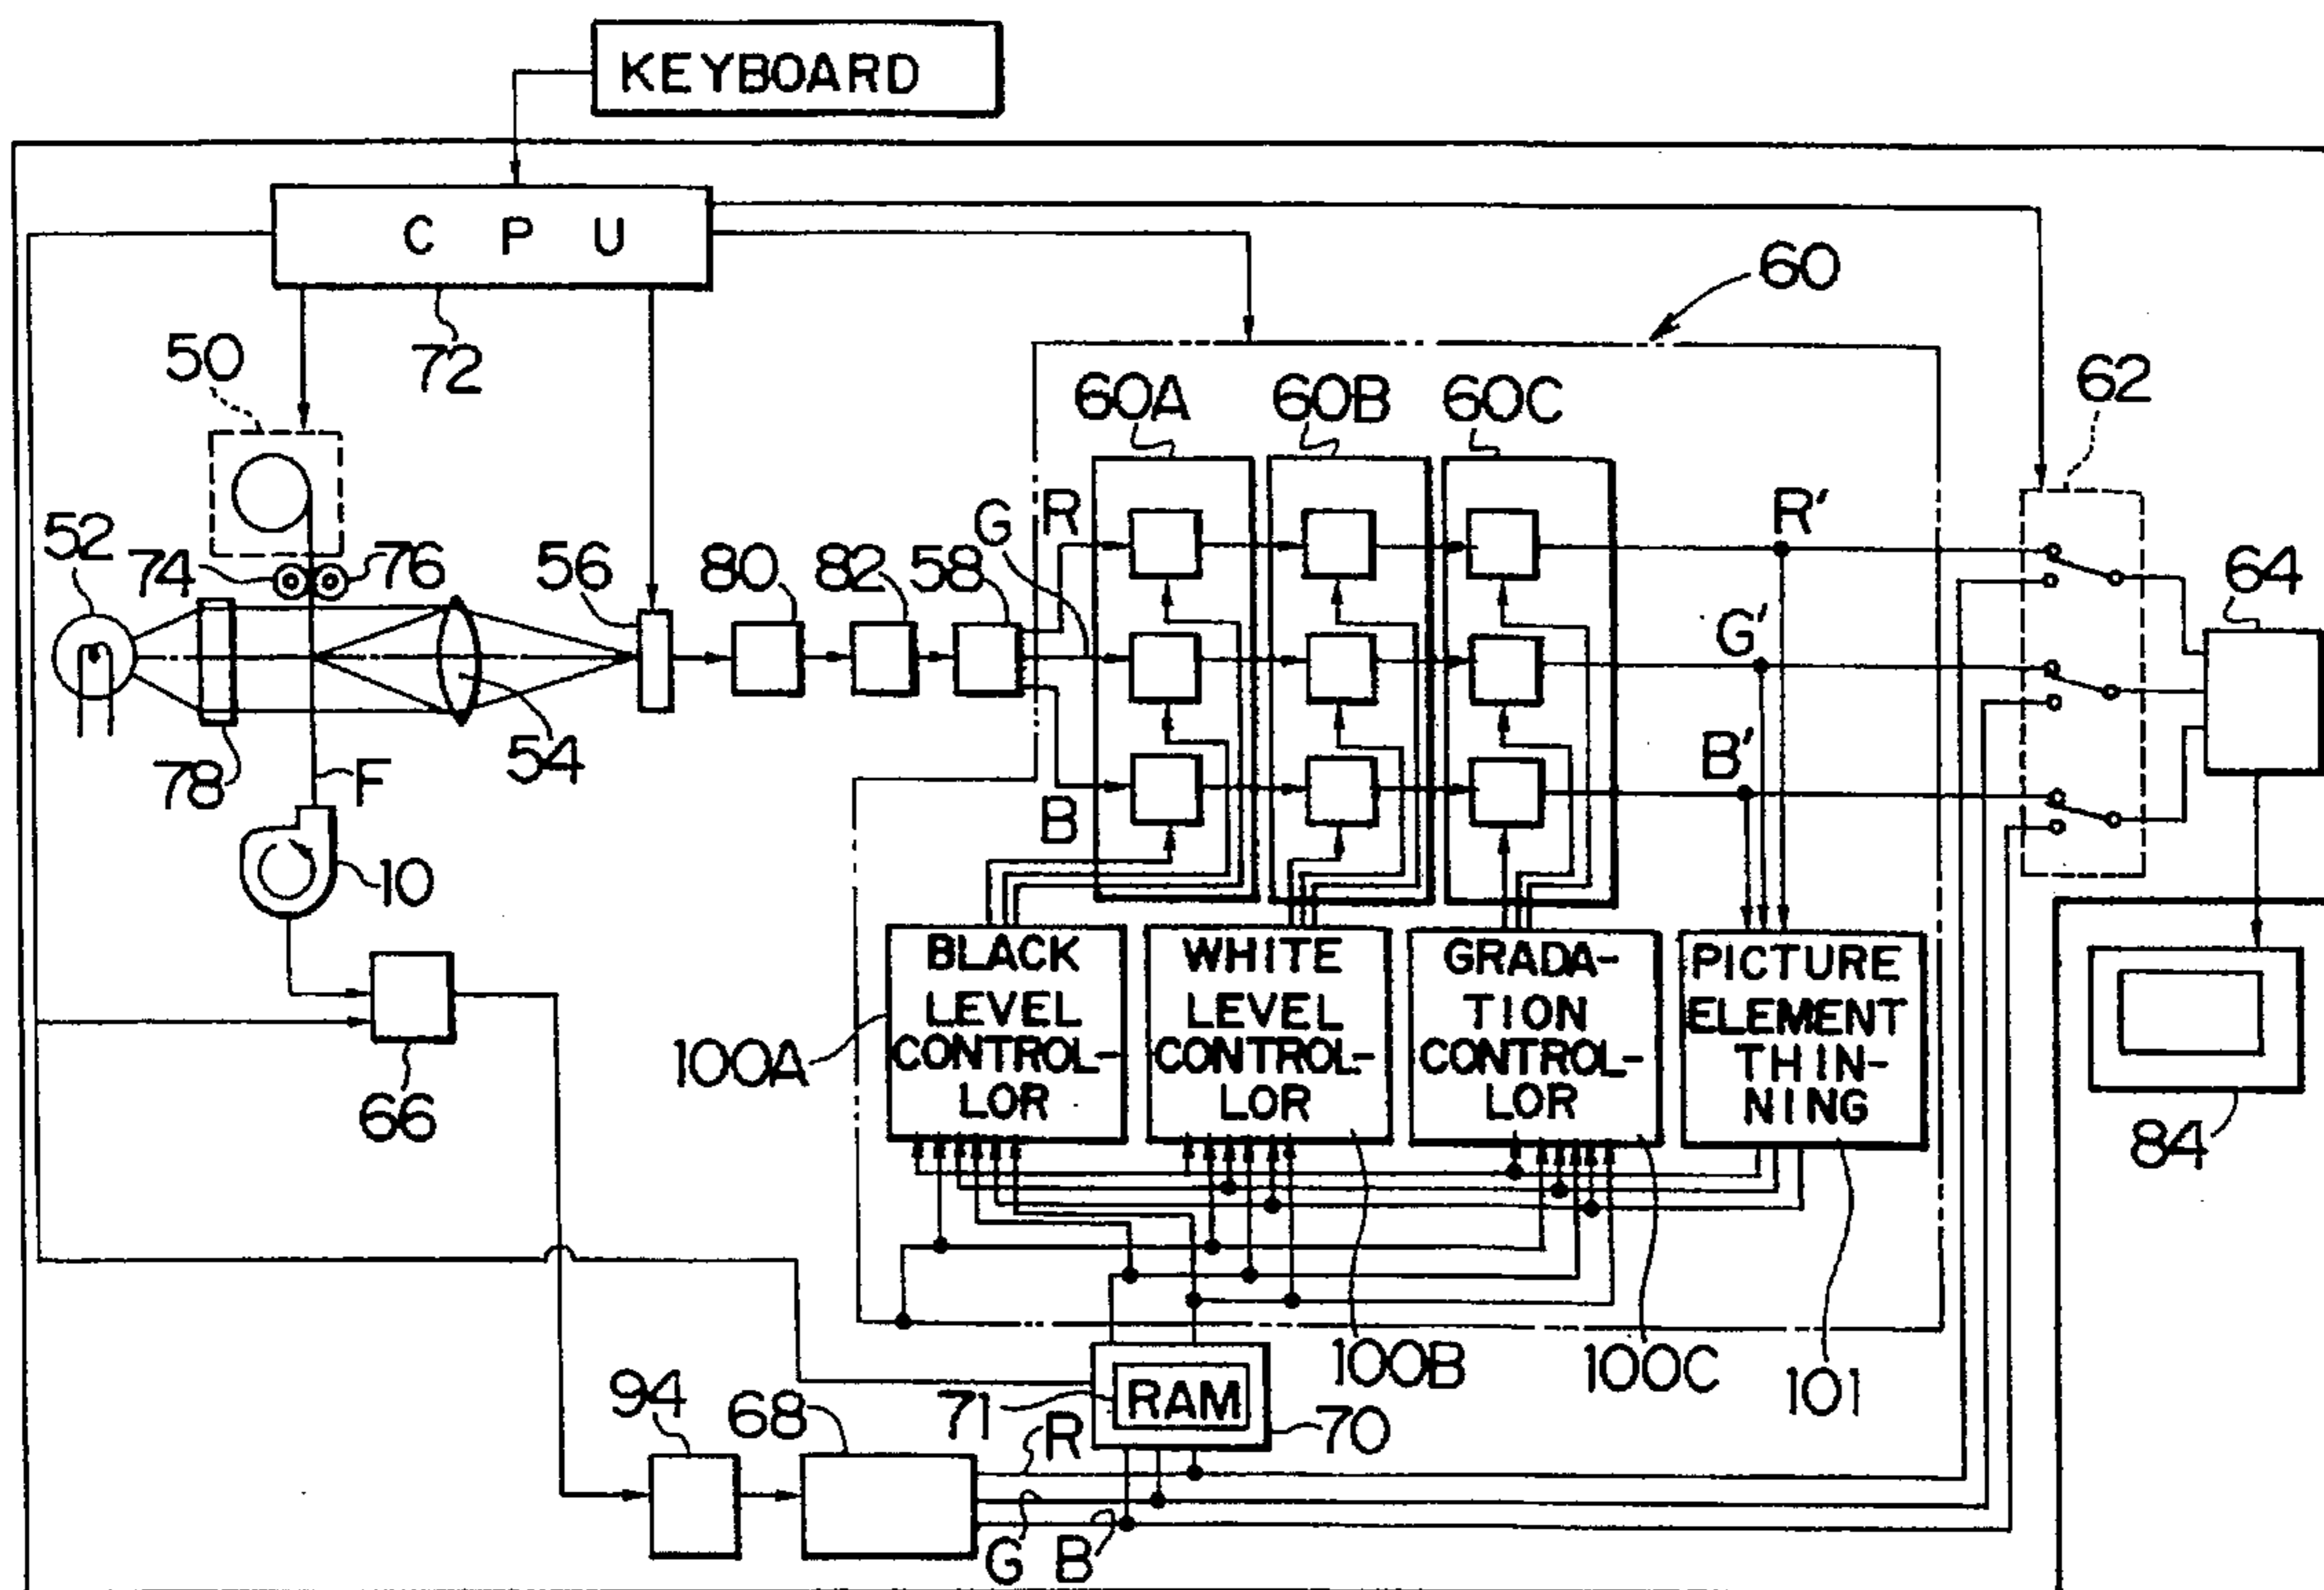 KEYBOARD
C P U
60
50
72
60A
60B
60C
62
52
74
76
56
80
82
58
G
R
R'
64
G'
78
54
F
B
B'
10
BLACK
LEVEL
CONTROL-
LOR
WHITE
LEVEL
CONTROL-
LOR
GRADA-
TION
CONTROL-
LOR
PICTURE
ELEMENT
THIN-
NING
100A
66
84
100B
100C
101
94
68
71
RAM
R
70
G
B